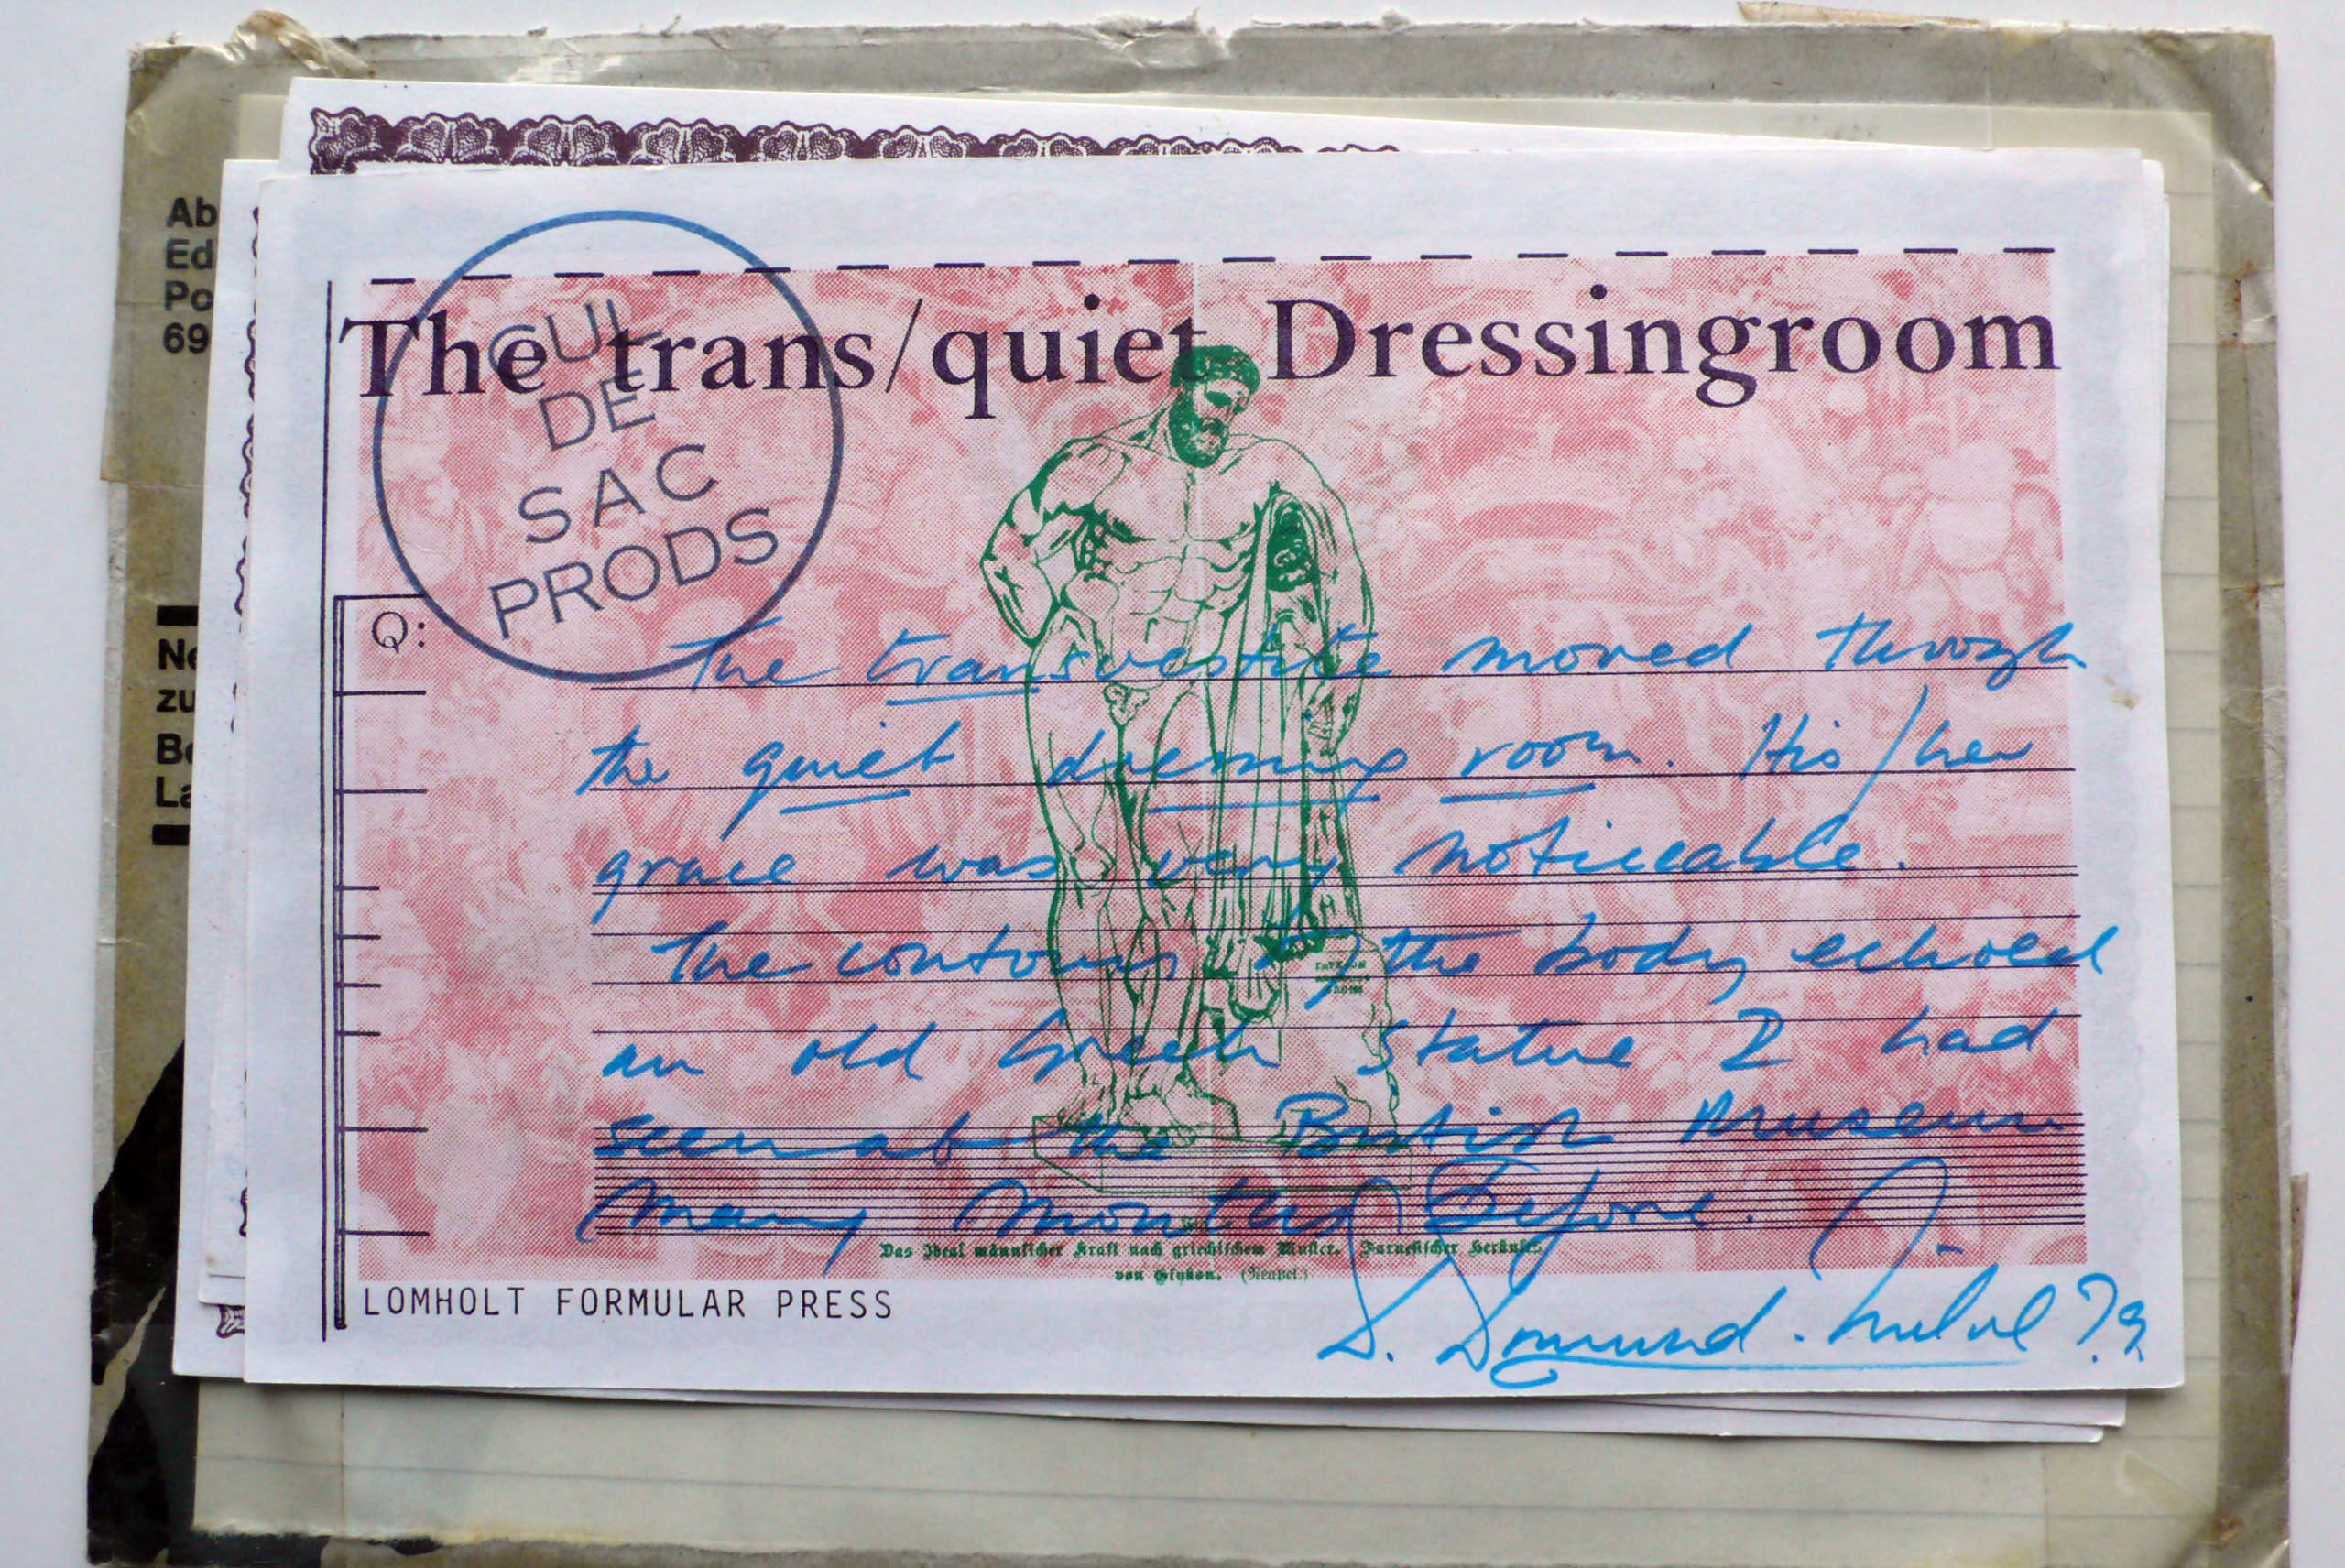 Ab
Ed
Po
69
Ne
zu
Be
La
The trans/quiet Dressingroom
CUL
DE
SAC
PRODS
Q:
The transvestite moved through
the quiet dressing room. His/her
grace was very noticeable.
The contours of the body echoed
an old Greek statue I had
seen at the British Museum
many months before.
Das Ideal männlicher Kraft nach griechischem Muster. Farnesischer Herkules
von Glykon. (Neapel.)
LOMHOLT FORMULAR PRESS